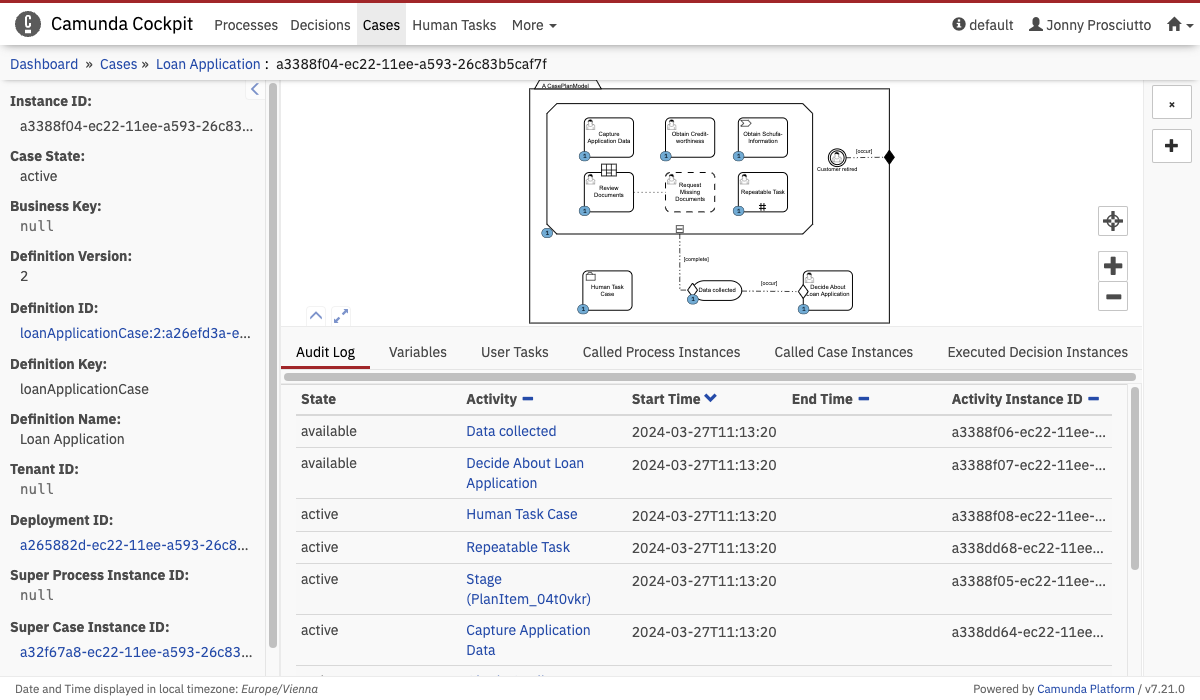 Camunda Cockpit Processes Decisions Cases Human Tasks More default Jonny Prosciutto
Dashboard » Cases » Loan Application : a3388f04-ec22-11ee-a593-26c83b5caf7f
Instance ID:
a3388f04-ec22-11ee-a593-26c83...
Case State:
active
Business Key:
null
Definition Version:
2
Definition ID:
loanApplicationCase:2:a26efd3a-e...
Definition Key:
loanApplicationCase
Definition Name:
Loan Application
Tenant ID:
null
Deployment ID:
a265882d-ec22-11ee-a593-26c8...
Super Process Instance ID:
null
Super Case Instance ID:
a32f67a8-ec22-11ee-a593-26c83...
A CasePlanModel
Capture
Application Data
1
Obtain Credit-
worthiness
1
Obtain Schufa-
Information
1
Review
Documents
1
Request
Missing
Documents
Repeatable Task
1
1
[occur]
Customer retired
[complete]
Human Task
Case
1
Data collected
1
[occur]
Decide About
Loan Application
1
Audit Log Variables User Tasks Called Process Instances Called Case Instances Executed Decision Instances
State Activity Start Time End Time Activity Instance ID
available Data collected 2024-03-27T11:13:20 a3388f06-ec22-11ee-...
available Decide About Loan 2024-03-27T11:13:20 a3388f07-ec22-11ee-...
Application
active Human Task Case 2024-03-27T11:13:20 a3388f08-ec22-11ee-...
active Repeatable Task 2024-03-27T11:13:20 a338dd68-ec22-11ee...
active Stage 2024-03-27T11:13:20 a3388f05-ec22-11ee-...
(PlanItem_04t0vkr)
active Capture Application 2024-03-27T11:13:20 a338dd64-ec22-11ee...
Data
Date and Time displayed in local timezone: Europe/Vienna
Powered by Camunda Platform / v7.21.0